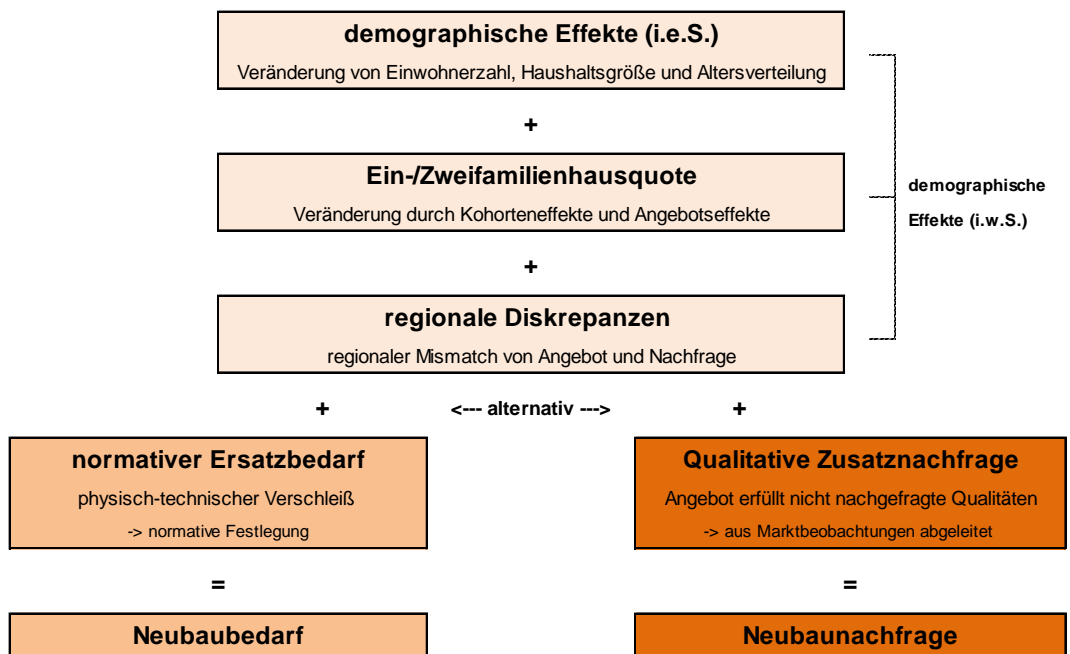 demographische Effekte (i.e.S.)
Veränderung von Einwohnerzahl, Haushaltsgröße und Altersverteilung
+
Ein-/Zweifamilienhausquote
Veränderung durch Kohorteneffekte und Angebotseffekte
demographische
Effekte (i.w.S.)
+
regionale Diskrepanzen
regionaler Mismatch von Angebot und Nachfrage
+ <--- alternativ ---> +
normativer Ersatzbedarf
physisch-technischer Verschleiß
-> normative Festlegung
Qualitative Zusatznachfrage
Angebot erfüllt nicht nachgefragte Qualitäten
-> aus Marktbeobachtungen abgeleitet
=
=
Neubaubedarf
Neubaunachfrage